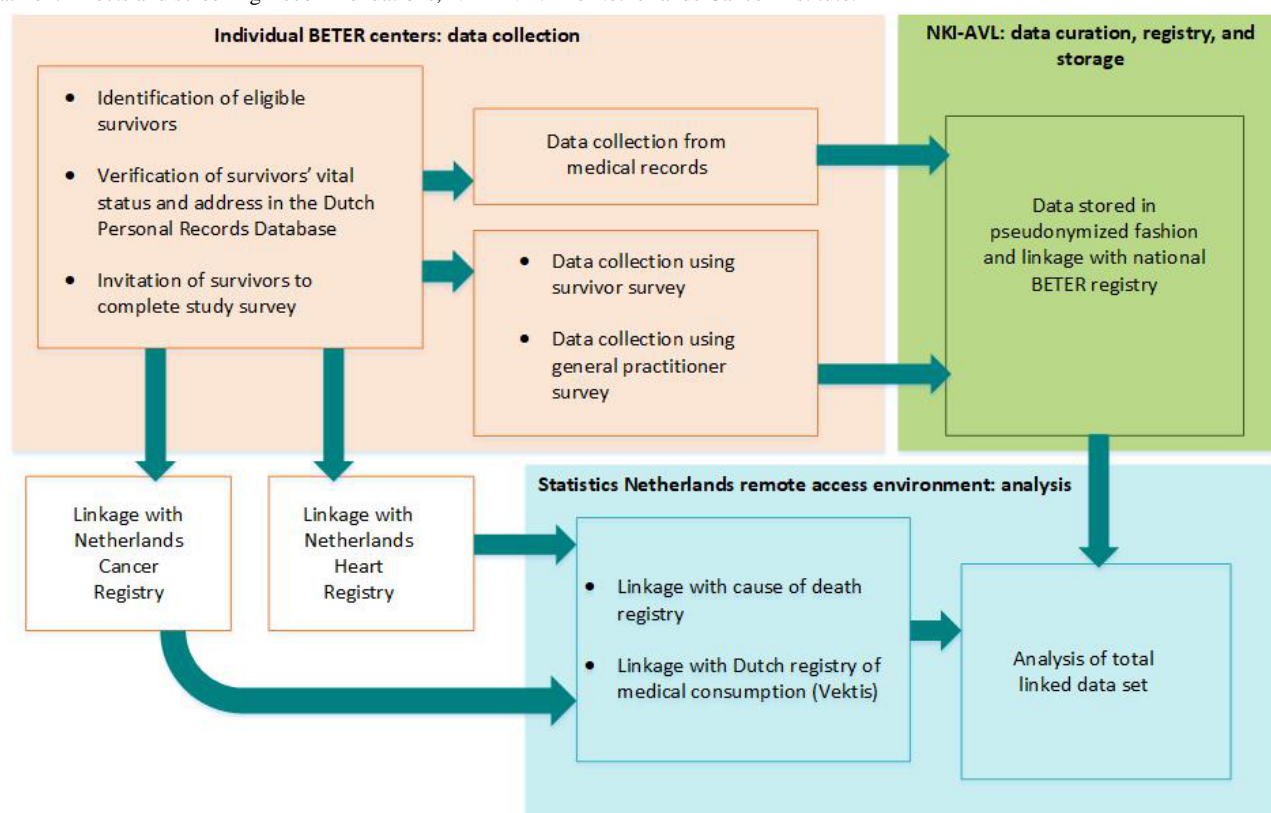 Individual BETER centers: data collection
NKI-AVL: data curation, registry, and
storage
• Identification of eligible
survivors
• Verification of survivors’ vital
status and address in the Dutch
Personal Records Database
• Invitation of survivors to
complete study survey
Data collection from
medical records
• Data collection using
survivor survey
• Data collection using
general practitioner
survey
Data stored in
pseudonymized fashion
and linkage with national
BETER registry
Linkage with
Netherlands
Cancer
Registry
Linkage with
Netherlands
Heart
Registry
Statistics Netherlands remote access environment: analysis
• Linkage with cause of death
registry
• Linkage with Dutch registry of
medical consumption (Vektis)
Analysis of total
linked data set